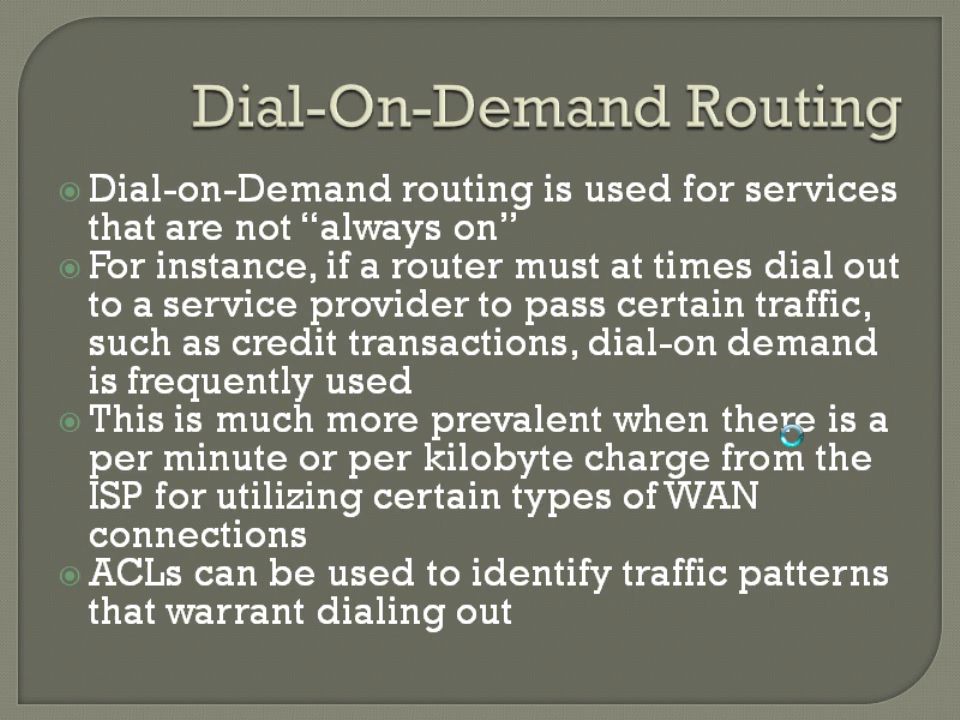 Dial-On-Demand Routing
Dial-on-Demand routing is used for services
that are not “always on”
For instance, if a router must at times dial out
to a service provider to pass certain traffic,
such as credit transactions, dial-on demand
is frequently used
This is much more prevalent when there is a
per minute or per kilobyte charge from the
ISP for utilizing certain types of WAN
connections
ACLs can be used to identify traffic patterns
that warrant dialing out